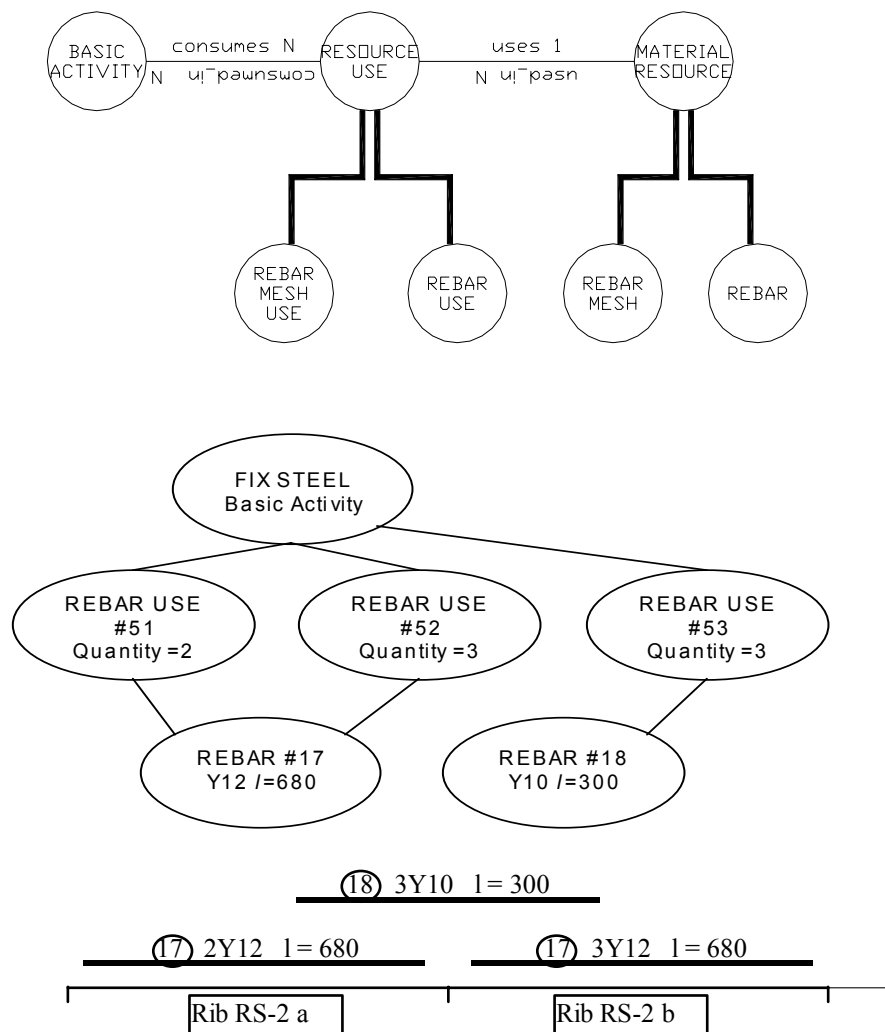 BASIC
ACTIVITY
consumes N
N consumed_in
RESOURCE
USE
uses 1
used_in N
MATERIAL
RESOURCE
REBAR
MESH
USE
REBAR
USE
REBAR
MESH
REBAR
FIX STEEL
Basic Activity
REBAR USE
#51
Quantity =2
REBAR USE
#52
Quantity =3
REBAR USE
#53
Quantity =3
REBAR #17
Y12 l=680
REBAR #18
Y10 l=300
18 3Y10 l = 300
17 2Y12 l = 680
17 3Y12 l = 680
Rib RS-2 a
Rib RS-2 b